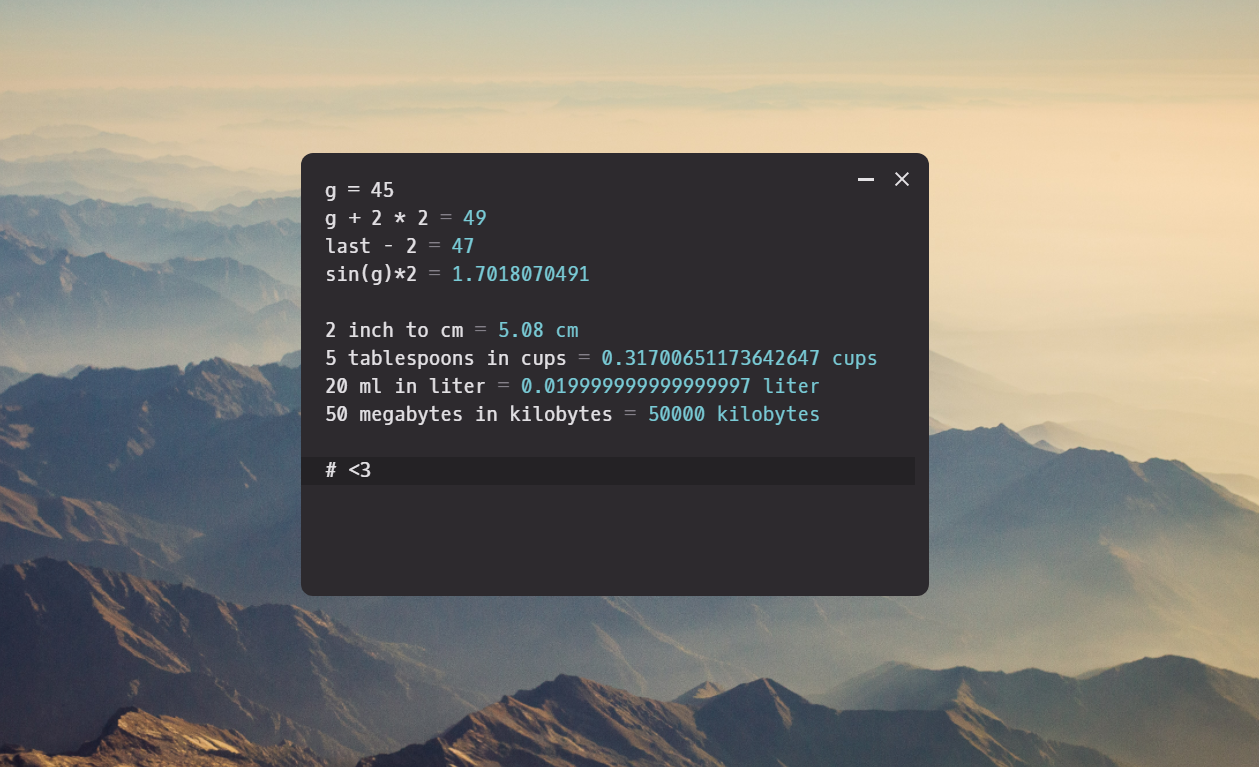 g = 45
g + 2 * 2 = 49
last - 2 = 47
sin(g)*2 = 1.7018070491
2 inch to cm = 5.08 cm
5 tablespoons in cups = 0.31700651173642647 cups
20 ml in liter = 0.019999999999999997 liter
50 megabytes in kilobytes = 50000 kilobytes
# <3